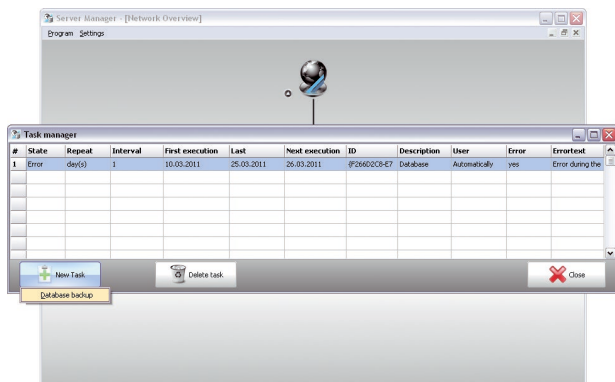 Server Manager - [Network Overview]
Program Settings
Task manager
# State Repeat Interval First execution Last Next execution ID Description User Error Errortext
1 Error day(s) 1 10.03.2011 25.03.2011 26.03.2011 {F266D2C8-E7 Database Automatically yes Error during the
New Task Delete task Close
Database backup